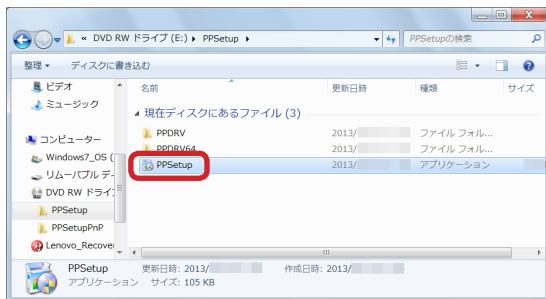 « DVD RW ドライブ (E:) ▸ PPSetup ▸
PPSetupの検索
整理 ▾ ディスクに書き込む
名前 更新日時 種類 サイズ
ビデオ
ミュージック
コンピューター
Windows7_OS (
リムーバブル デ
DVD RW ドライ
PPSetup
PPSetupPnP
Lenovo_Recove
現在ディスクにあるファイル (3)
PPDRV 2013/ ファイル フォル...
PPDRV64 2013/ ファイル フォル...
PPSetup 2013/ アプリケーション
PPSetup 更新日時: 2013/ 作成日時: 2013/
アプリケーション サイズ: 105 KB